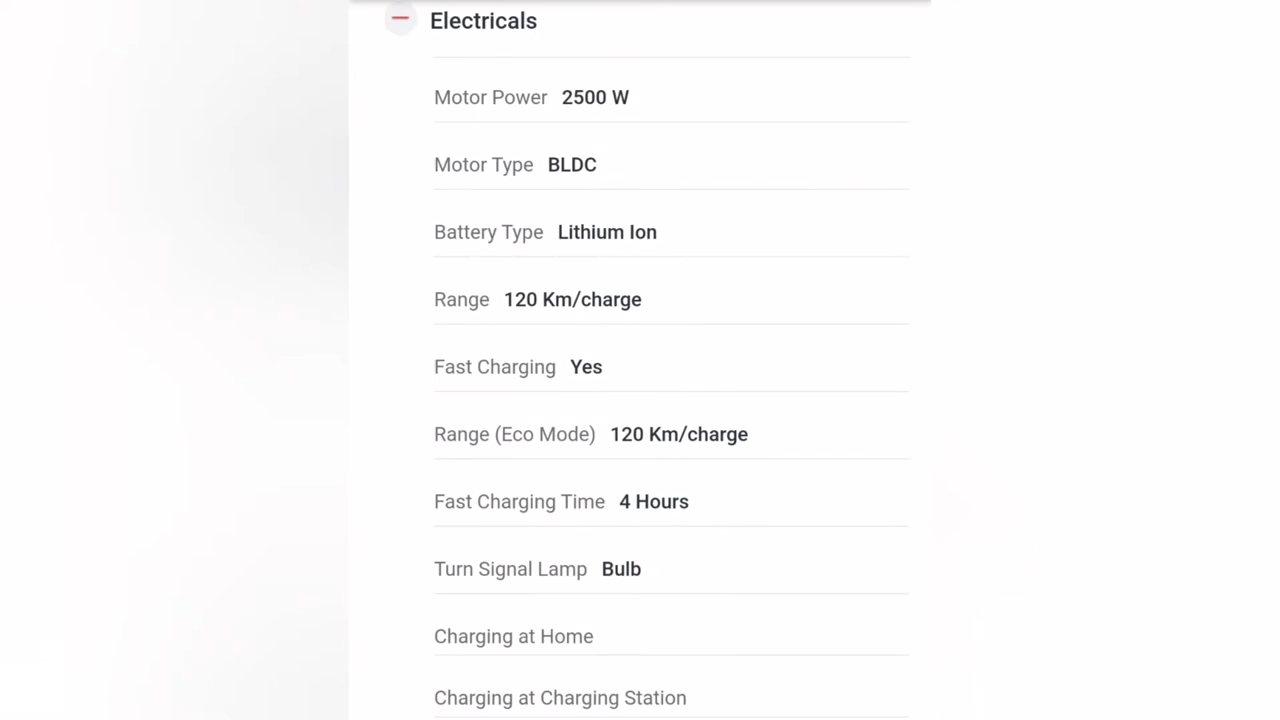 Electricals
Motor Power 2500 W
Motor Type BLDC
Battery Type Lithium Ion
Range 120 Km/charge
Fast Charging Yes
Range (Eco Mode) 120 Km/charge
Fast Charging Time 4 Hours
Turn Signal Lamp Bulb
Charging at Home
Charging at Charging Station